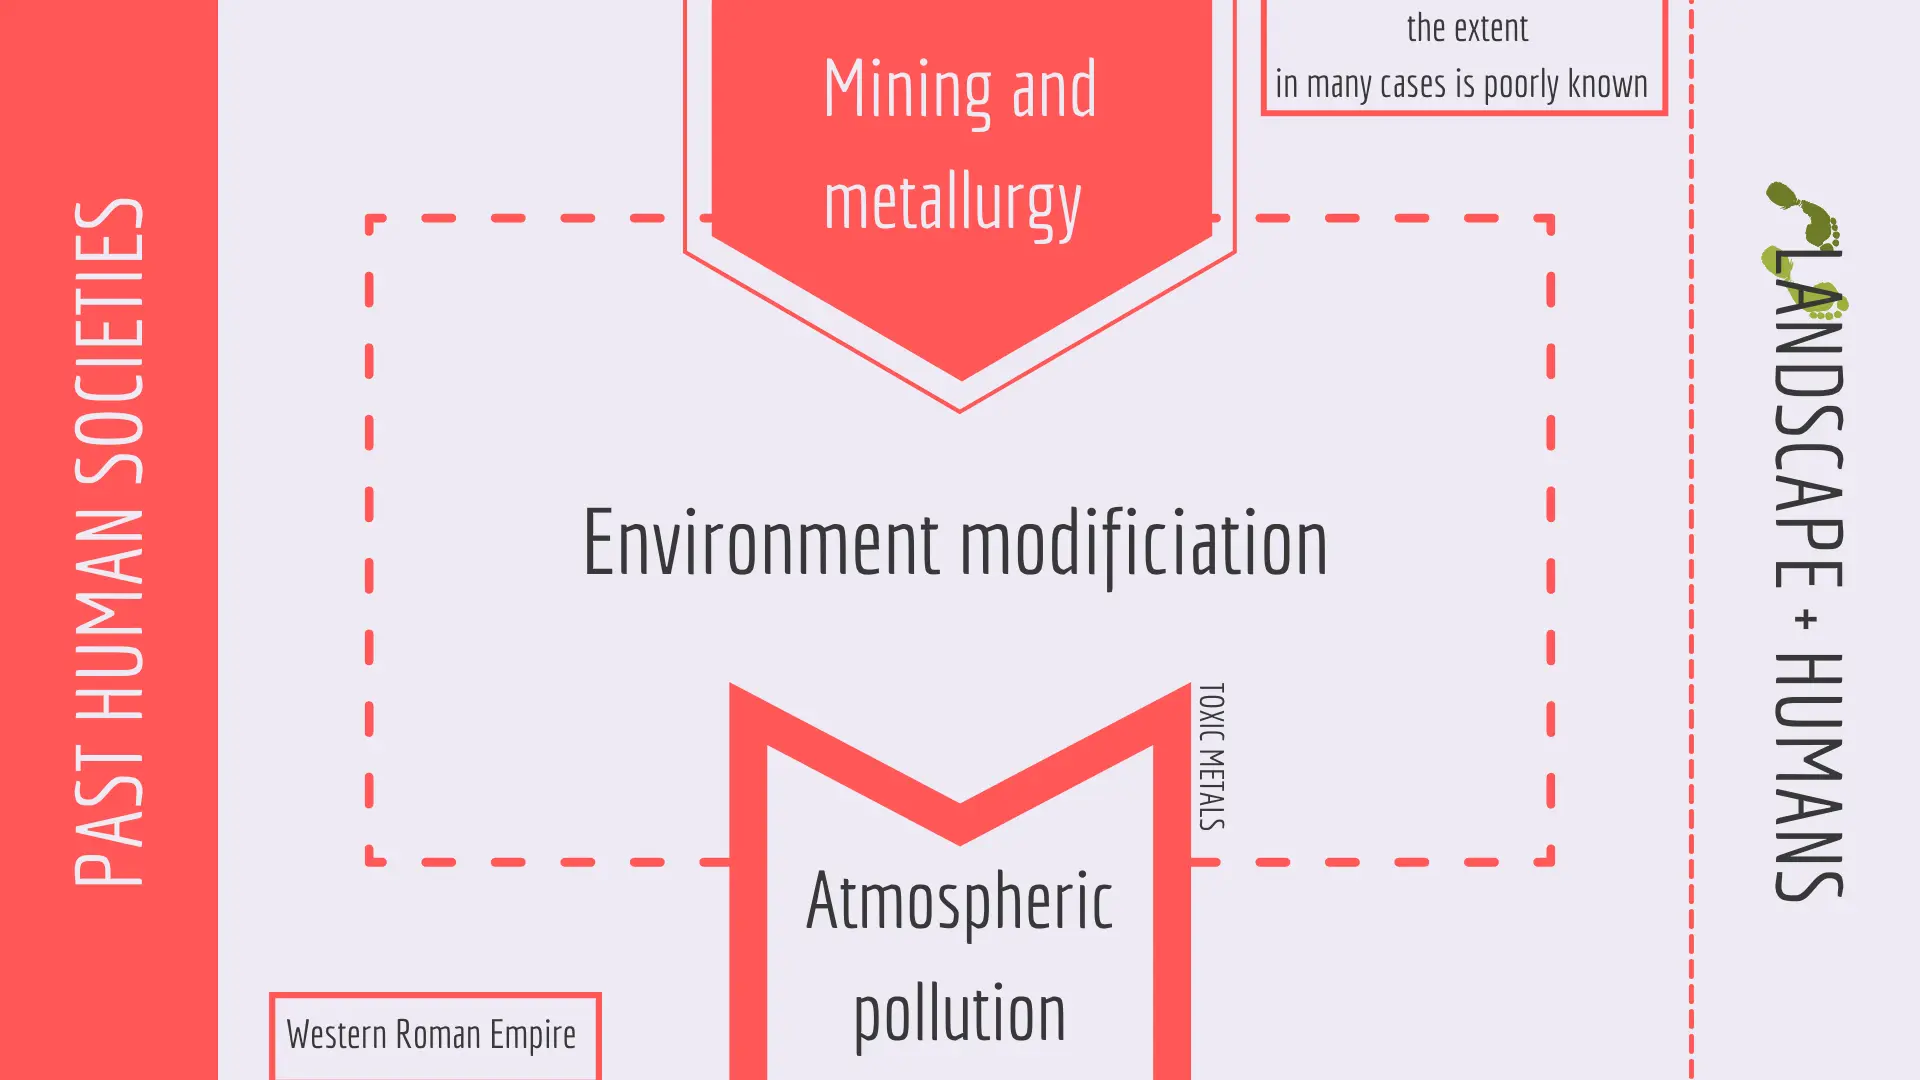 PAST HUMAN SOCIETIES
Mining and
metallurgy
the extent
in many cases is poorly known
Environment modificiation
TOXIC METALS
Atmospheric
pollution
Western Roman Empire
LANDSCAPE + HUMANS